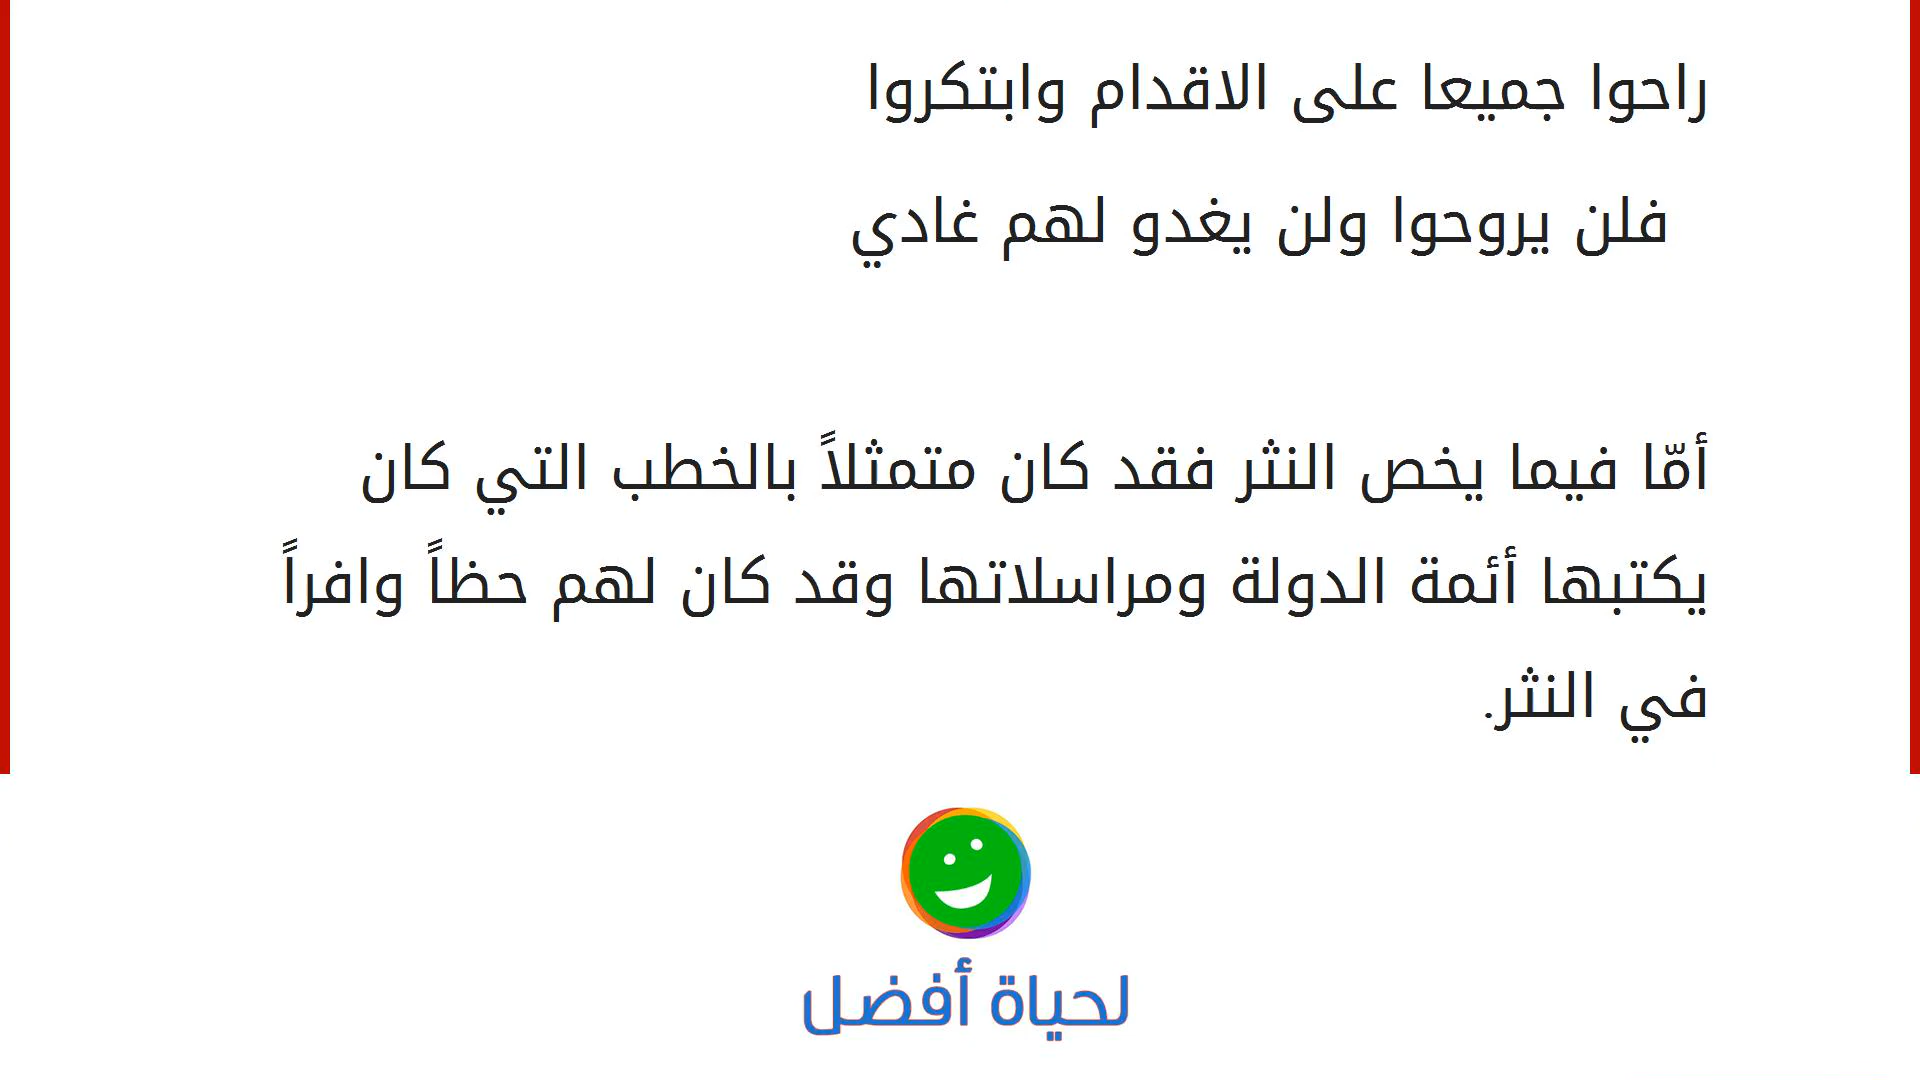 راحوا جميعا على الاقدام وابتكروا
فلن يروحوا ولن يغدو لهم غادي
أمّا فيما يخص النثر فقد كان متمثلاً بالخطب التي كان
يكتبها أئمة الدولة ومراسلاتها وقد كان لهم حظاً وافراً
في النثر.
لحياة أفضل